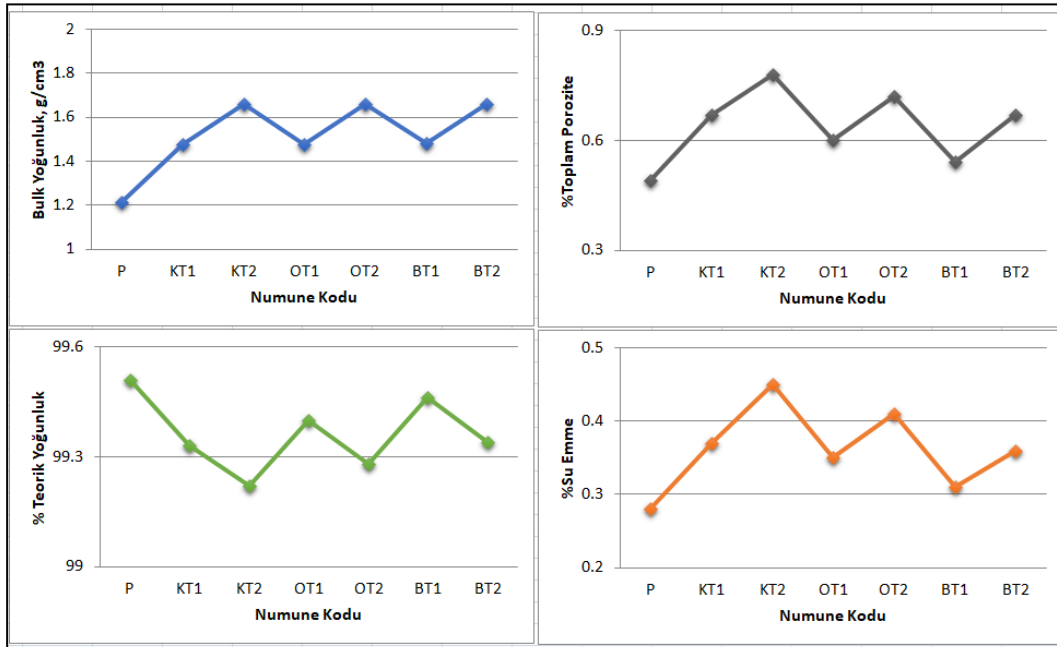 Bulk Yoğunluk, g/cm3
2
1.8
1.6
1.4
1.2
1
P KT1 KT2 OT1 OT2 BT1 BT2
Numune Kodu
%Toplam Porozite
0.9
0.6
0.3
P KT1 KT2 OT1 OT2 BT1 BT2
Numune Kodu
% Teorik Yoğunluk
99.6
99.3
99
P KT1 KT2 OT1 OT2 BT1 BT2
Numune Kodu
%Su Emme
0.5
0.4
0.3
0.2
P KT1 KT2 OT1 OT2 BT1 BT2
Numune Kodu